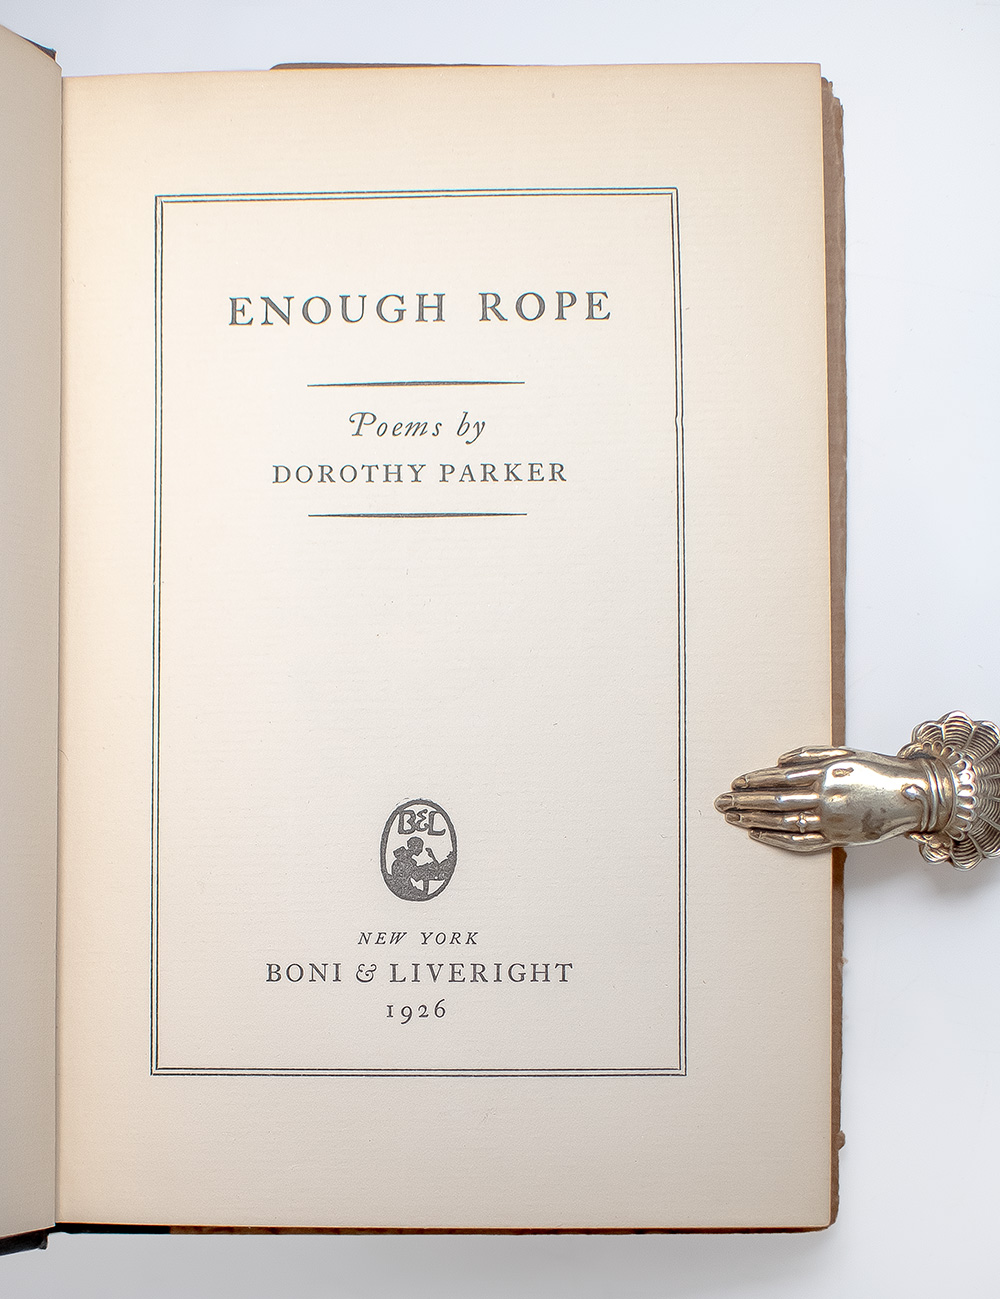 ENOUGH ROPE
Poems by
DOROTHY PARKER
B&L
NEW YORK
BONI & LIVERIGHT
1926